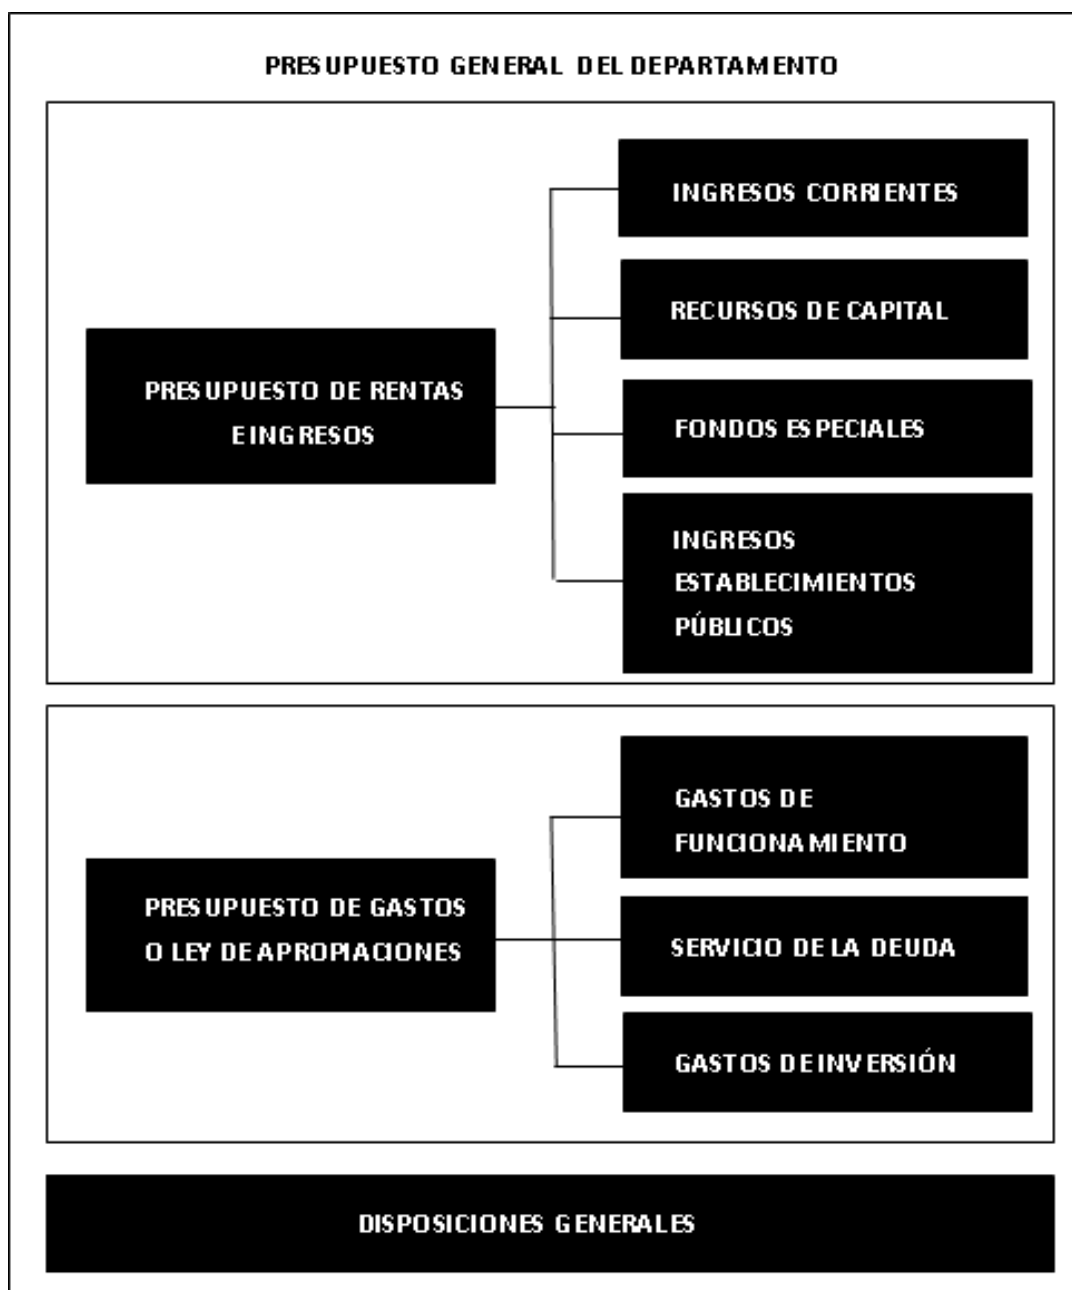 PRESUPUESTO GENERAL DEL DEPARTAMENTO
PRESUPUESTO DE RENTAS
E INGRESOS
INGRESOS CORRIENTES
RECURSOS DE CAPITAL
FONDOS ESPECIALES
INGRESOS
ESTABLECIMIENTOS
PÚBLICOS
PRESUPUESTO DE GASTOS
O LEY DE APROPIACIONES
GASTOS DE
FUNCIONAMIENTO
SERVICIO DE LA DEUDA
GASTOS DE INVERSIÓN
DISPOSICIONES GENERALES